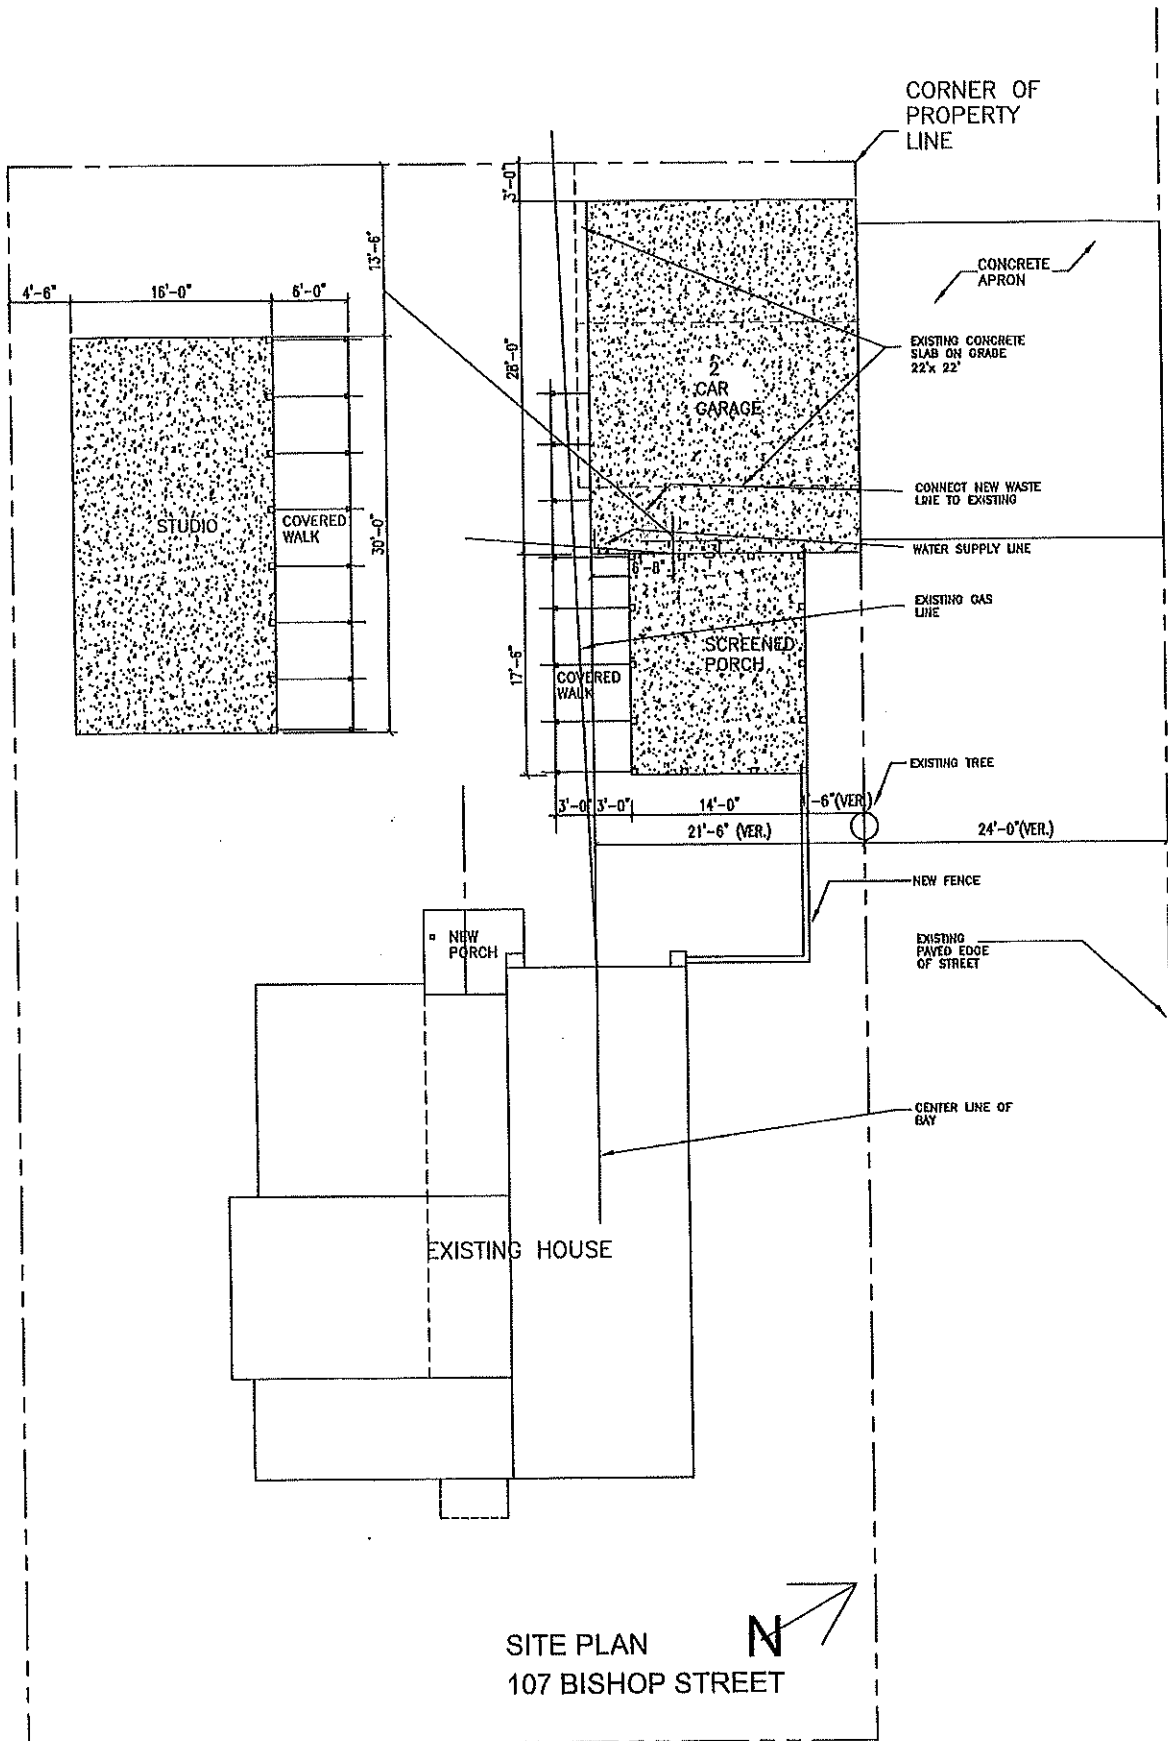 CORNER OF
PROPERTY
LINE
3'-0"
13'-6"
4'-6"
16'-0"
6'-0"
CONCRETE
APRON
EXISTING CONCRETE
SLAB ON GRADE
22'x 22'
28'-0"
2
CAR
GARAGE
CONNECT NEW WASTE
LINE TO EXISTING
STUDIO
COVERED
WALK
30'-0"
WATER SUPPLY LINE
6'-8"
EXISTING GAS
LINE
SCREENED
PORCH
17'-6"
COVERED
WALK
EXISTING TREE
3'-0"
3'-0"
14'-0"
-6"(VER.)
21'-6" (VER.)
24'-0"(VER.)
NEW FENCE
NEW
PORCH
EXISTING
PAVED EDGE
OF STREET
CENTER LINE OF
BAY
EXISTING HOUSE
N
SITE PLAN
107 BISHOP STREET